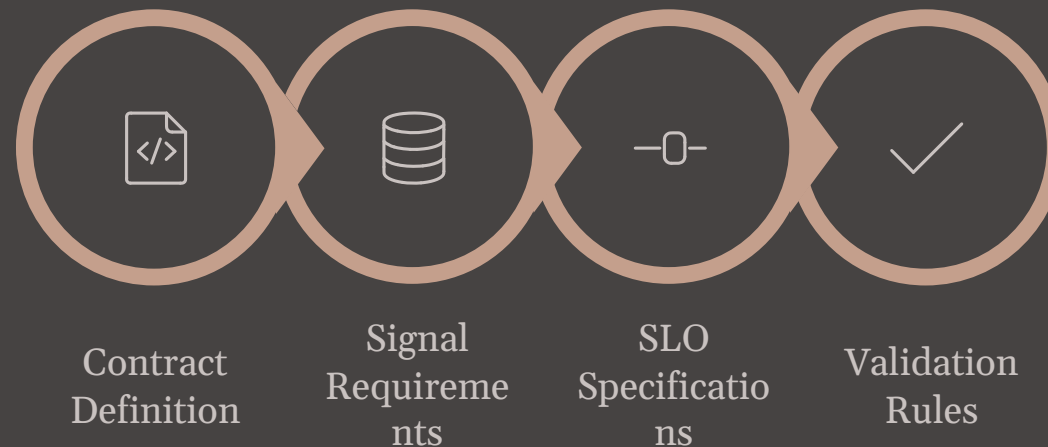 Contract
Definition
Signal
Requireme
nts
SLO
Specificatio
ns
Validation
Rules